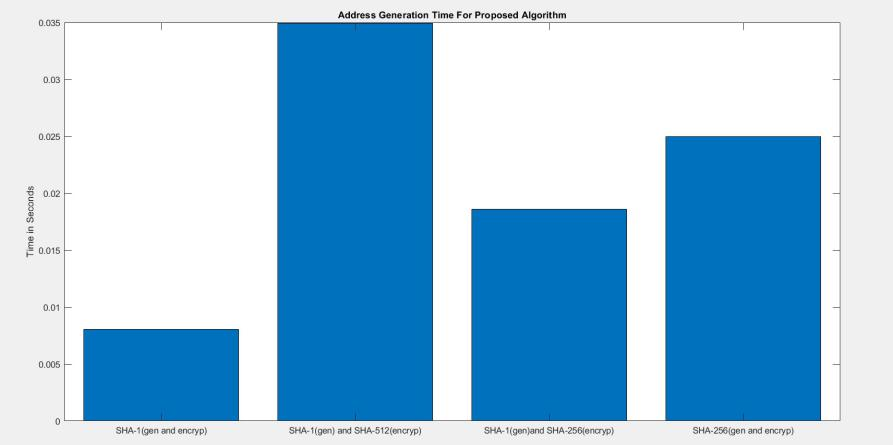 Address Generation Time For Proposed Algorithm
0.035
0.03
0.025
0.02
0.015
0.01
0.005
0
Time in Seconds
SHA-1(gen and encryp)
SHA-1(gen) and SHA-512(encryp)
SHA-1(gen)and SHA-256(encryp)
SHA-256(gen and encryp)